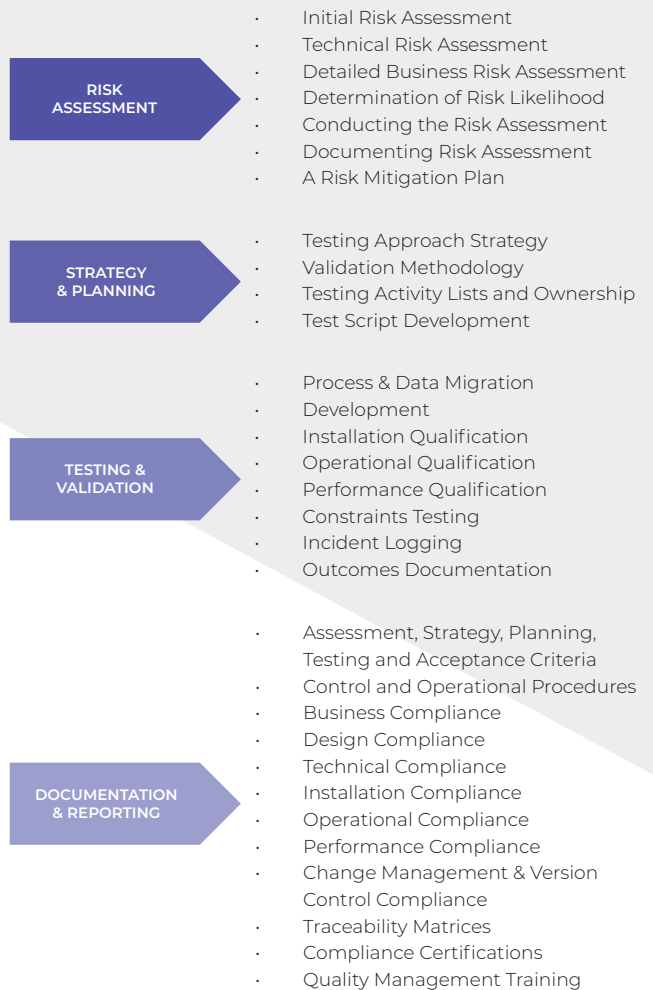 RISK
ASSESSMENT
· Initial Risk Assessment
· Technical Risk Assessment
· Detailed Business Risk Assessment
· Determination of Risk Likelihood
· Conducting the Risk Assessment
· Documenting Risk Assessment
· A Risk Mitigation Plan
STRATEGY
& PLANNING
· Testing Approach Strategy
· Validation Methodology
· Testing Activity Lists and Ownership
· Test Script Development
TESTING &
VALIDATION
· Process & Data Migration
· Development
· Installation Qualification
· Operational Qualification
· Performance Qualification
· Constraints Testing
· Incident Logging
· Outcomes Documentation
DOCUMENTATION
& REPORTING
· Assessment, Strategy, Planning,
Testing and Acceptance Criteria
· Control and Operational Procedures
· Business Compliance
· Design Compliance
· Technical Compliance
· Installation Compliance
· Operational Compliance
· Performance Compliance
· Change Management & Version
Control Compliance
· Traceability Matrices
· Compliance Certifications
· Quality Management Training